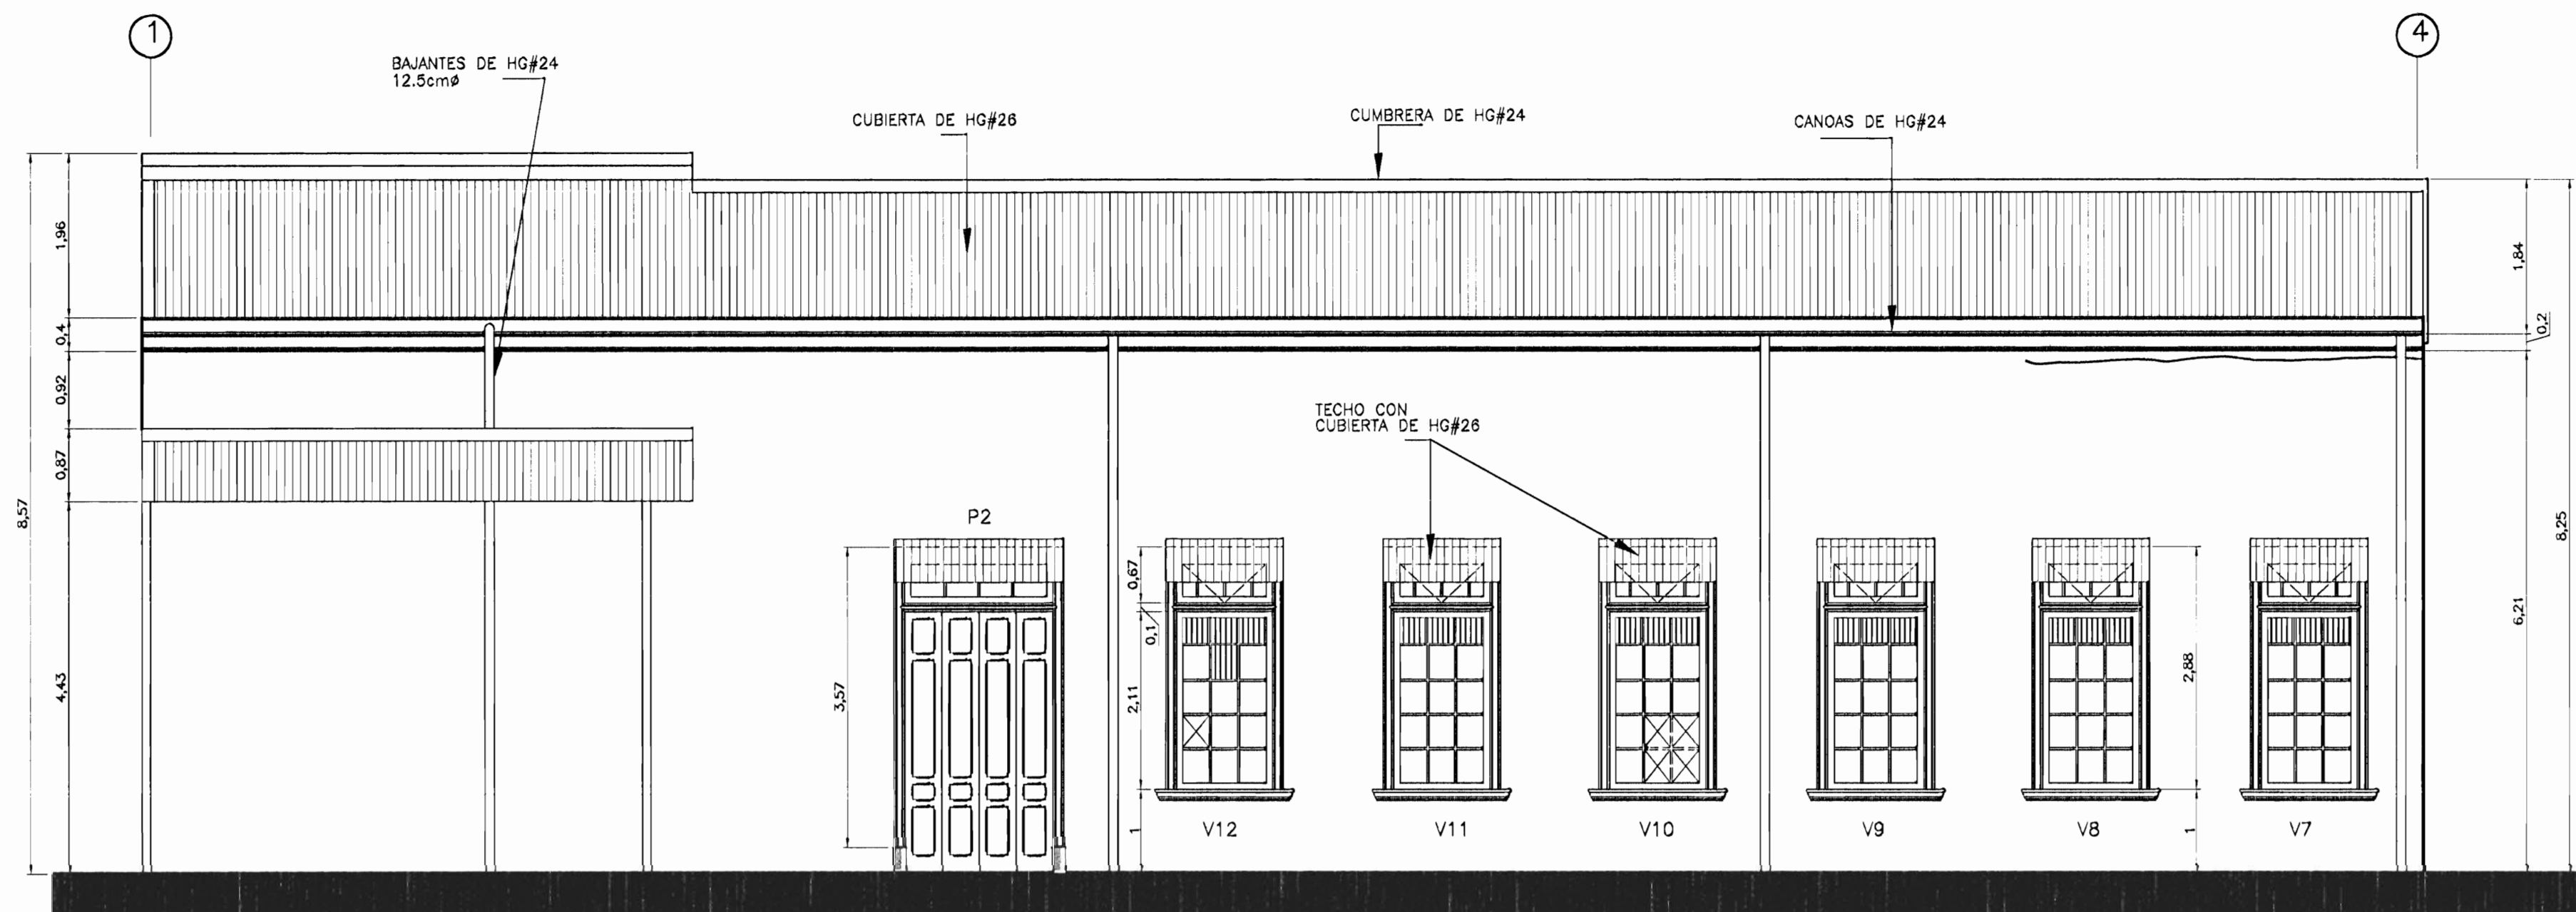 1
4
BAJANTES DE HG#24
12.5cmø
CUBIERTA DE HG#26
CUMBRERA DE HG#24
CANOAS DE HG#24
1,96
1,84
0,2
0,4
0,92
TECHO CON
CUBIERTA DE HG#26
0,87
8,57
P2
8,25
0,67
0,1
6,21
4,43
3,57
2,11
2,88
1
V12
V11
V10
V9
V8
1
V7